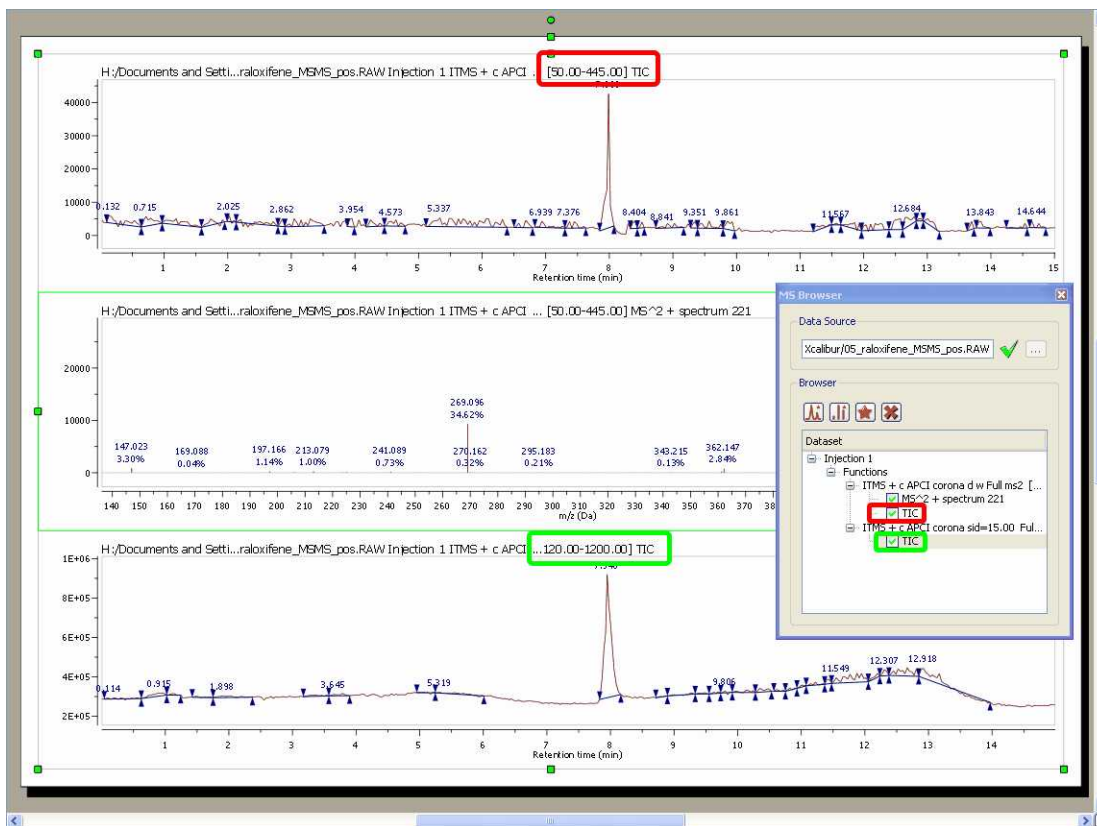 H:/Documents and Setti...raloxifene_MSMS_pos.RAW Injection 1 ITMS + c APCI ... [50.00-445.00] TIC
40000
30000
20000
10000
0
0.132 0.715 2.025 2.862 3.954 4.573 5.337 6.939 7.376 8.404 8.841 9.351 9.861 11.567 12.684 13.843 14.644
1 2 3 4 5 6 7 8 9 10 11 12 13 14 15
Retention time (min)
H:/Documents and Setti...raloxifene_MSMS_pos.RAW Injection 1 ITMS + c APCI ... [50.00-445.00] MS^2 + spectrum 221
20000
10000
0
269.096
34.62%
147.023 169.088 197.166 213.079 241.089 270.162 295.183 343.215 362.147
3.30% 0.04% 1.14% 1.00% 0.73% 0.32% 0.21% 0.13% 2.84%
140 150 160 170 180 190 200 210 220 230 240 250 260 270 280 290 300 310 320 330 340 350 360 370
m/z (Da)
MS Browser
Data Source
Xcalibur/05_raloxifene_MSMS_pos.RAW
...
Browser
Dataset
Injection 1
Functions
ITMS + c APCI corona d w Full ms2 [...
MS^2 + spectrum 221
TIC
ITMS + c APCI corona sid=15.00 Ful...
TIC
H:/Documents and Setti...raloxifene_MSMS_pos.RAW Injection 1 ITMS + c APCI ...120.00-1200.00] TIC
1E+06
8E+05
6E+05
4E+05
2E+05
0.114 0.915 1.898 3.645 5.319 9.806 11.549 12.307 12.918
1 2 3 4 5 6 7 8 9 10 11 12 13 14
Retention time (min)